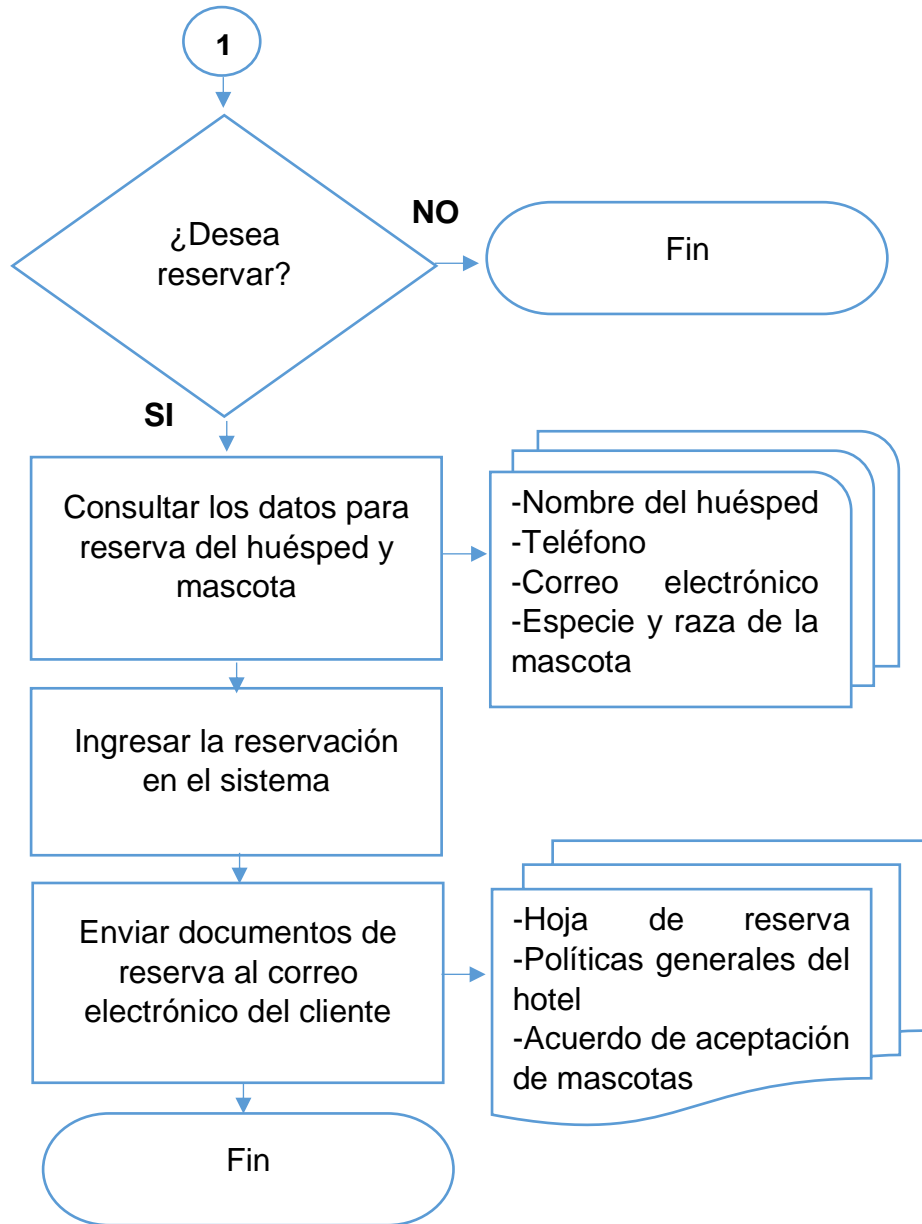 1
¿Desea
reservar?
NO
Fin
SI
Consultar los datos para
reserva del huésped y
mascota
-Nombre del huésped
-Teléfono
-Correo electrónico
-Especie y raza de la
mascota
Ingresar la reservación
en el sistema
Enviar documentos de
reserva al correo
electrónico del cliente
-Hoja de reserva
-Políticas generales del
hotel
-Acuerdo de aceptación
de mascotas
Fin